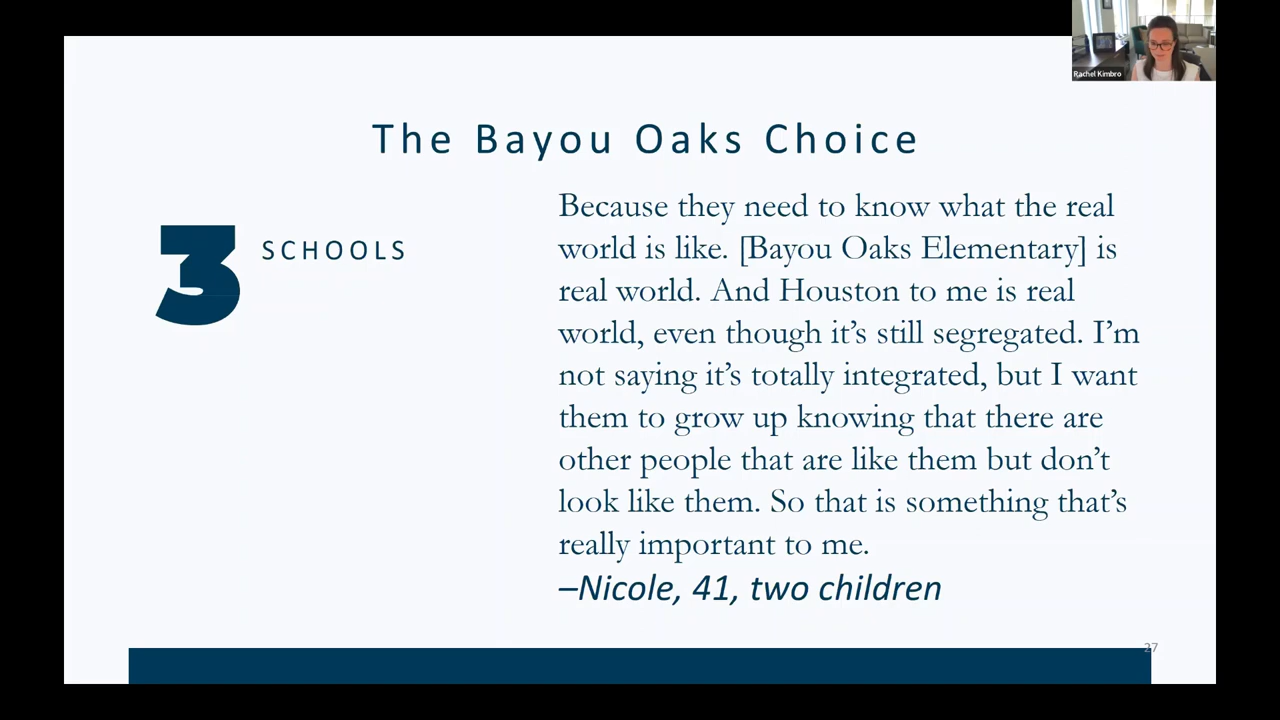 Rachel Kimbro
The Bayou Oaks Choice
3 SCHOOLS
Because they need to know what the real
world is like. [Bayou Oaks Elementary] is
real world. And Houston to me is real
world, even though it’s still segregated. I’m
not saying it’s totally integrated, but I want
them to grow up knowing that there are
other people that are like them but don’t
look like them. So that is something that’s
really important to me.
–Nicole, 41, two children
27